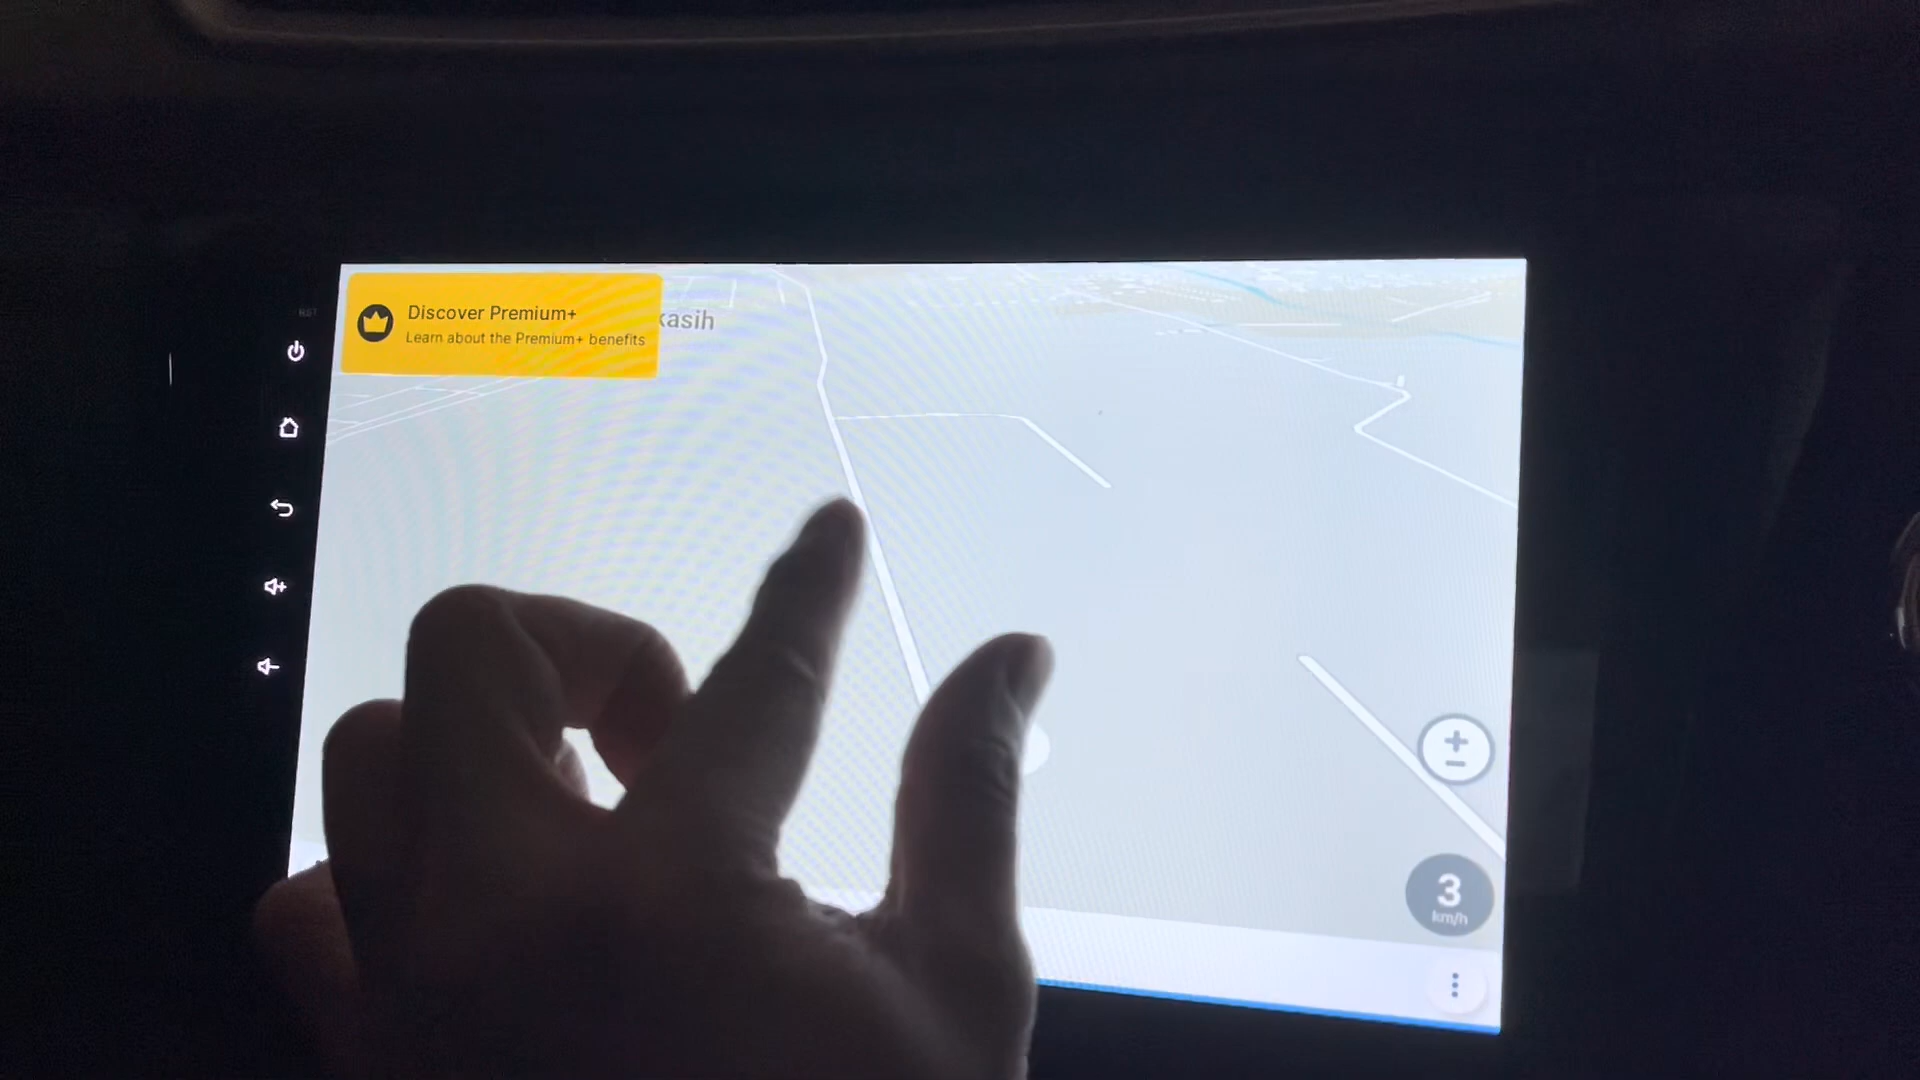 Discover Premium+
Learn about the Premium+ benefits
kasih
3
km/h